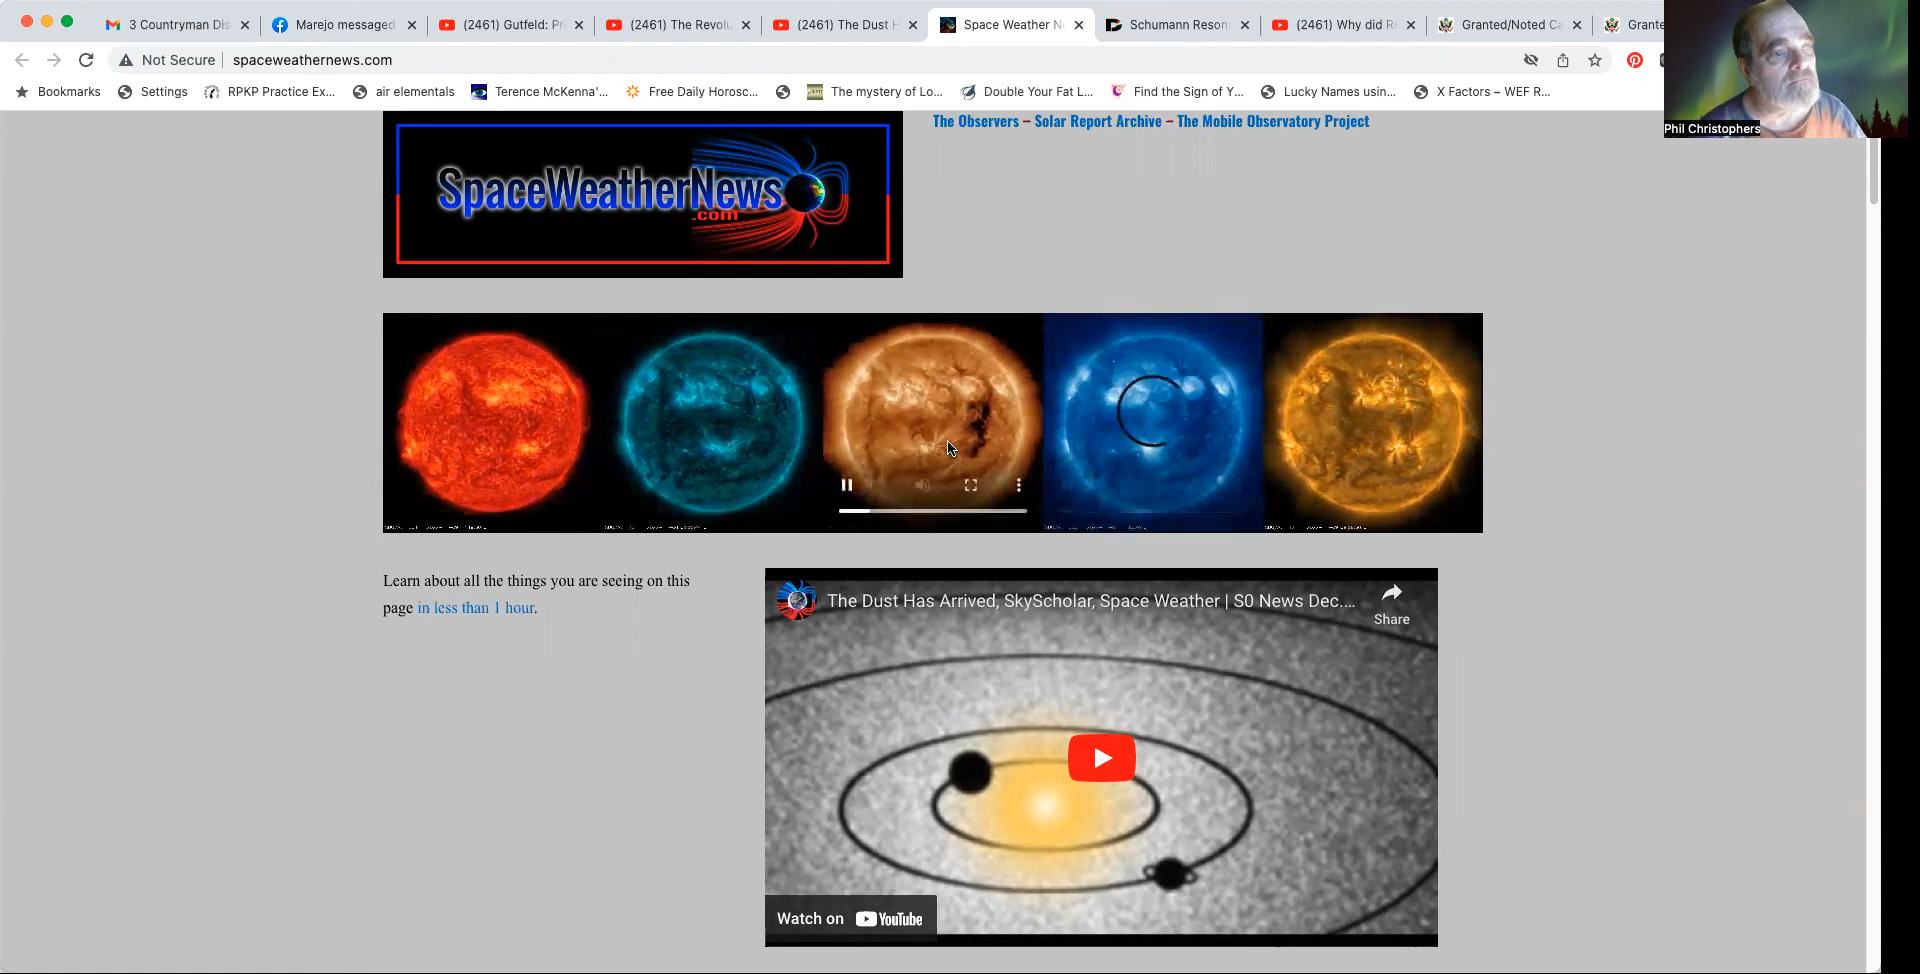 3 Countryman Dis
Marejo messaged
(2461) Gutfeld: Pr
(2461) The Revolu
(2461) The Dust H
Space Weather N
Schumann Reson
(2461) Why did R
Granted/Noted Ca
Grante
Not Secure
spaceweathernews.com
Bookmarks
Settings
RPKP Practice Ex...
air elementals
Terence McKenna'...
Free Daily Horosc...
The mystery of Lo...
Double Your Fat L...
Find the Sign of Y...
Lucky Names usin...
X Factors – WEF R...
Phil Christophers
The Observers – Solar Report Archive – The Mobile Observatory Project
SpaceWeatherNews
.com
Learn about all the things you are seeing on this
page in less than 1 hour.
The Dust Has Arrived, SkyScholar, Space Weather | S0 News Dec....
Share
Watch on YouTube